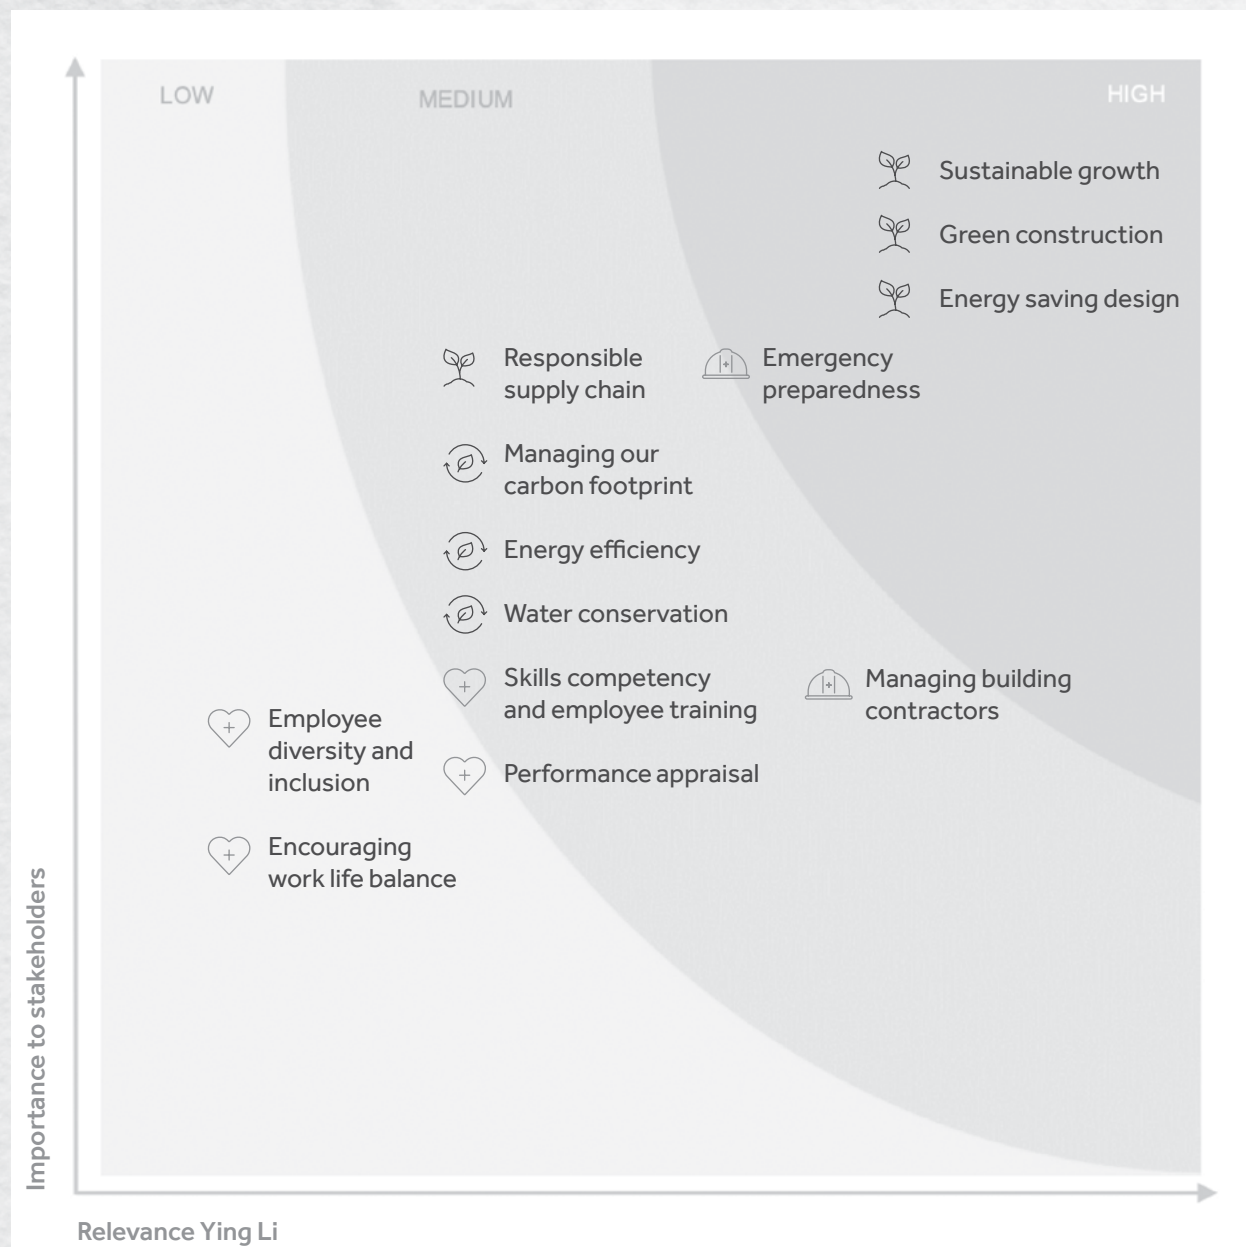 LOW
MEDIUM
HIGH
Sustainable growth
Green construction
Energy saving design
Responsible
supply chain
Emergency
preparedness
Managing our
carbon footprint
Energy efficiency
Water conservation
Skills competency
and employee training
Managing building
contractors
Employee
diversity and
inclusion
Performance appraisal
Encouraging
work life balance
Importance to stakeholders
Relevance Ying Li